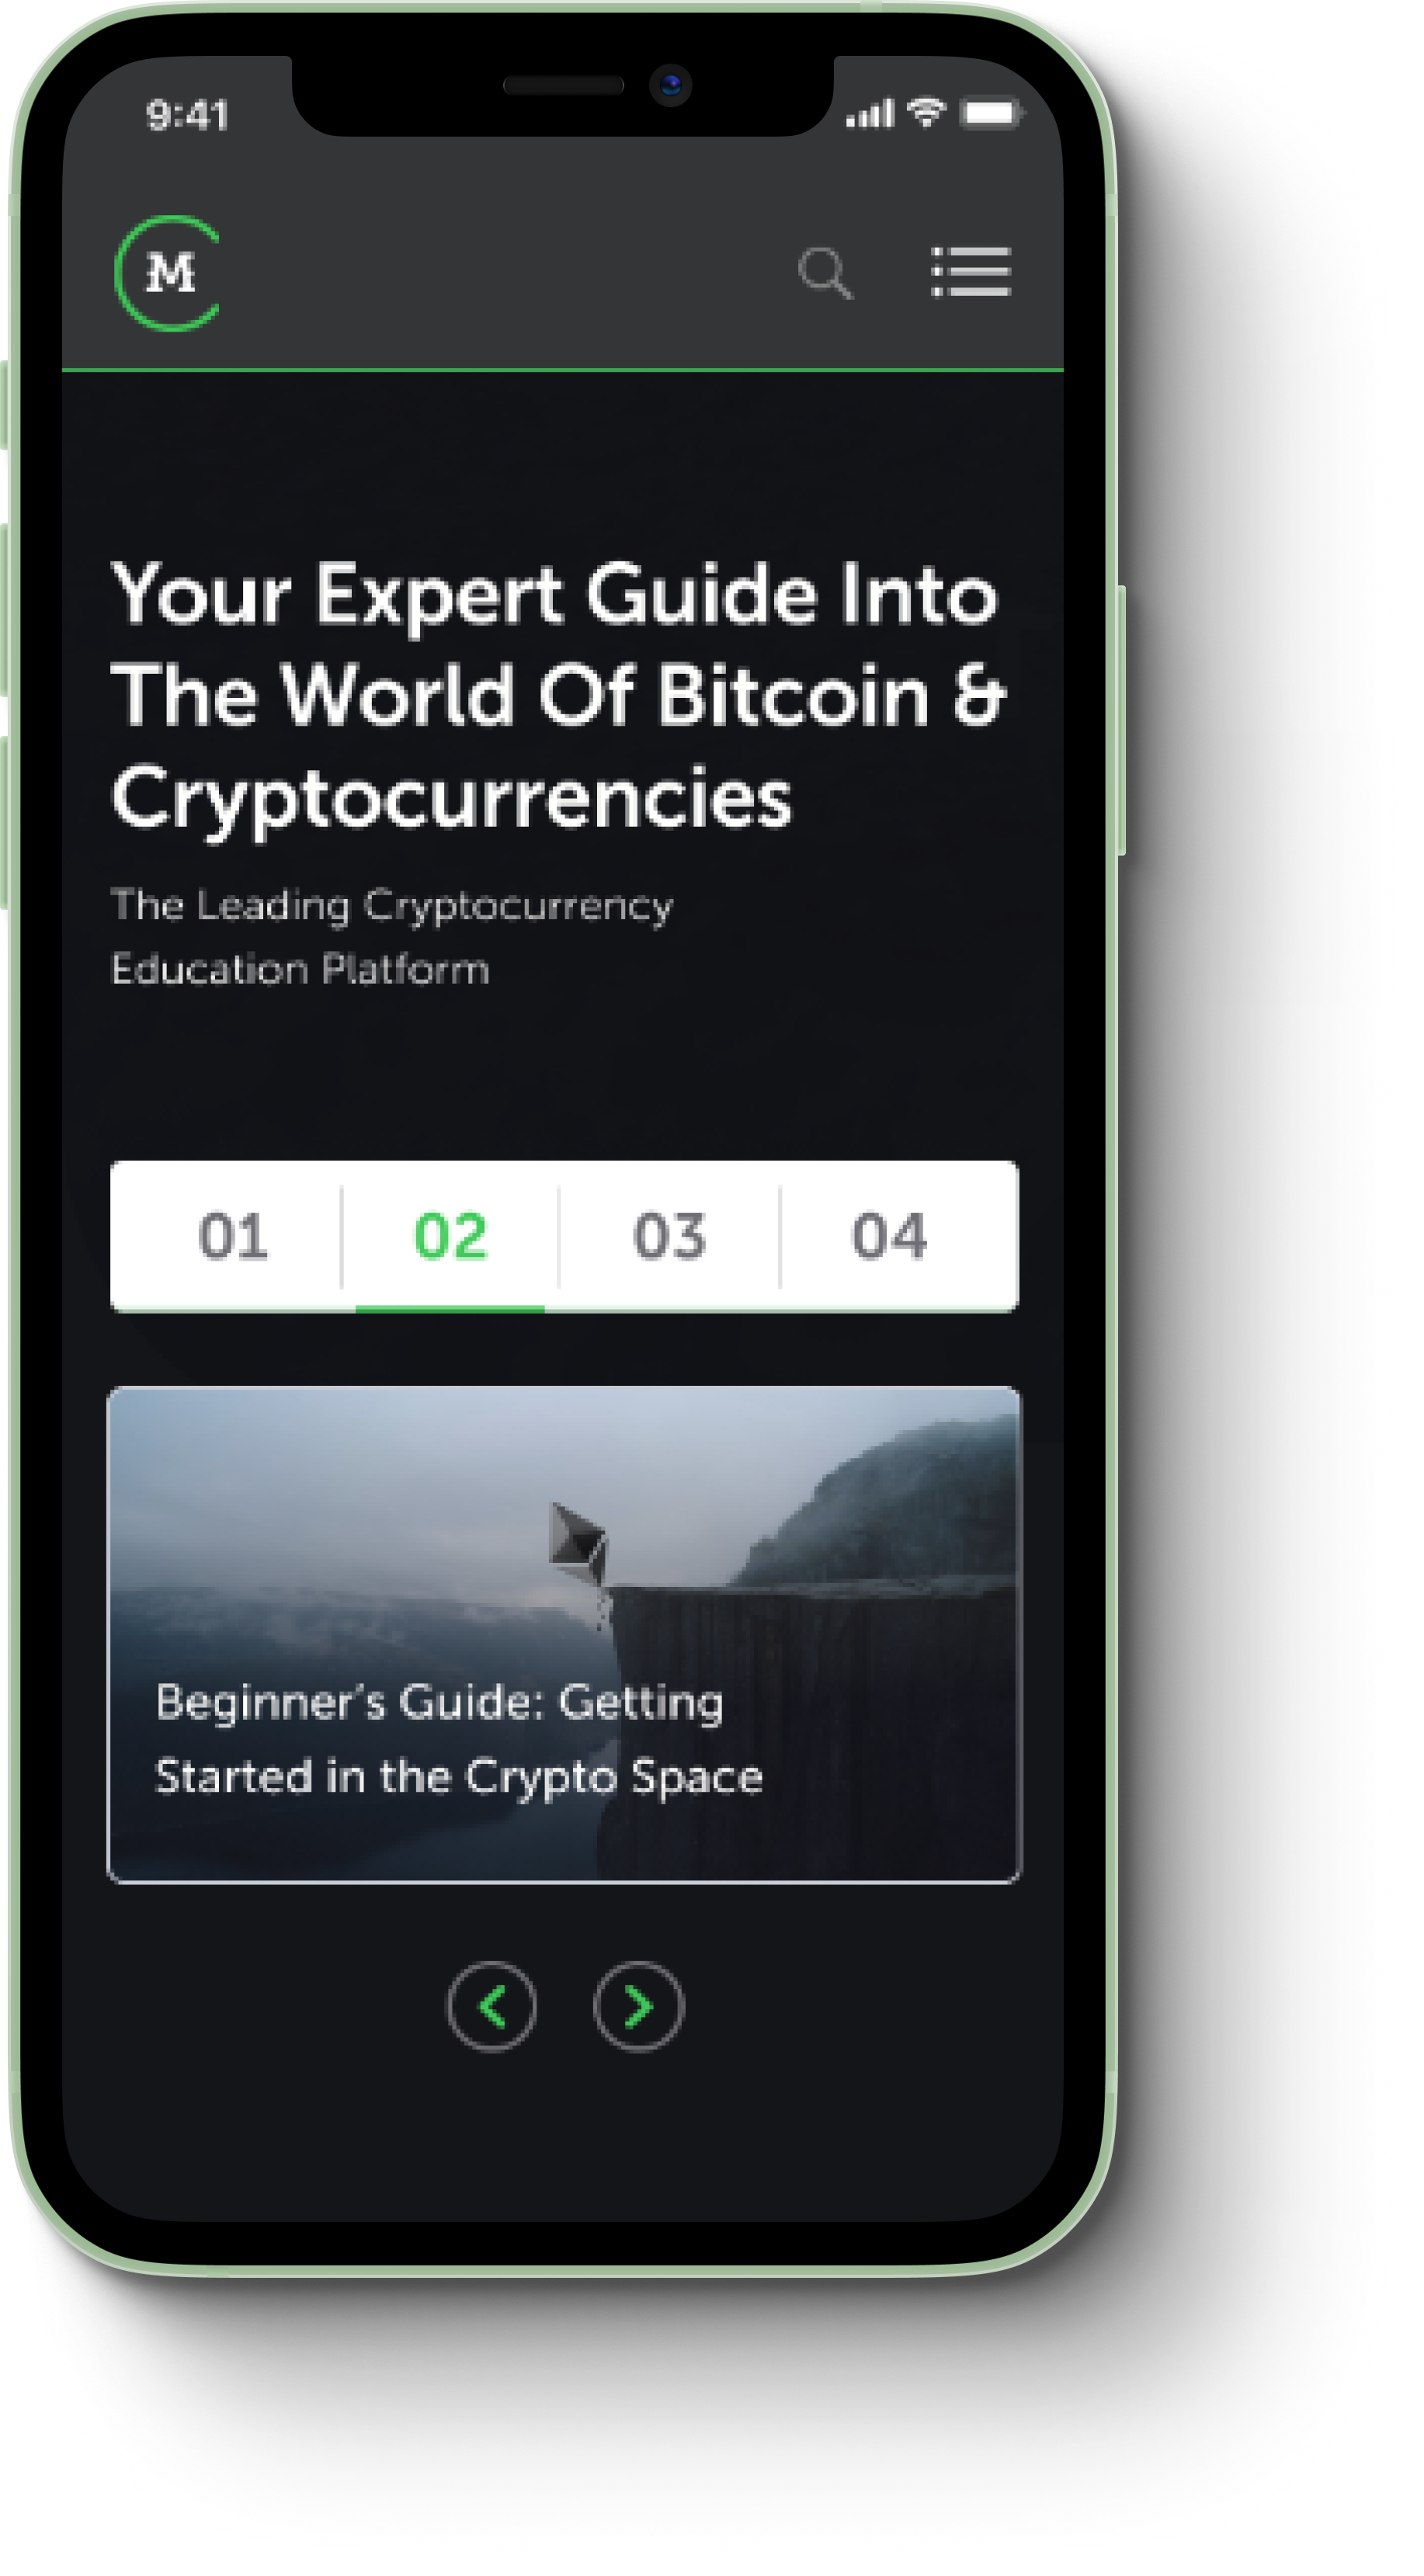 9:41
M
Your Expert Guide Into
The World Of Bitcoin &
Cryptocurrencies
The Leading Cryptocurrency
Education Platform
01 02 03 04
Beginner's Guide: Getting
Started in the Crypto Space